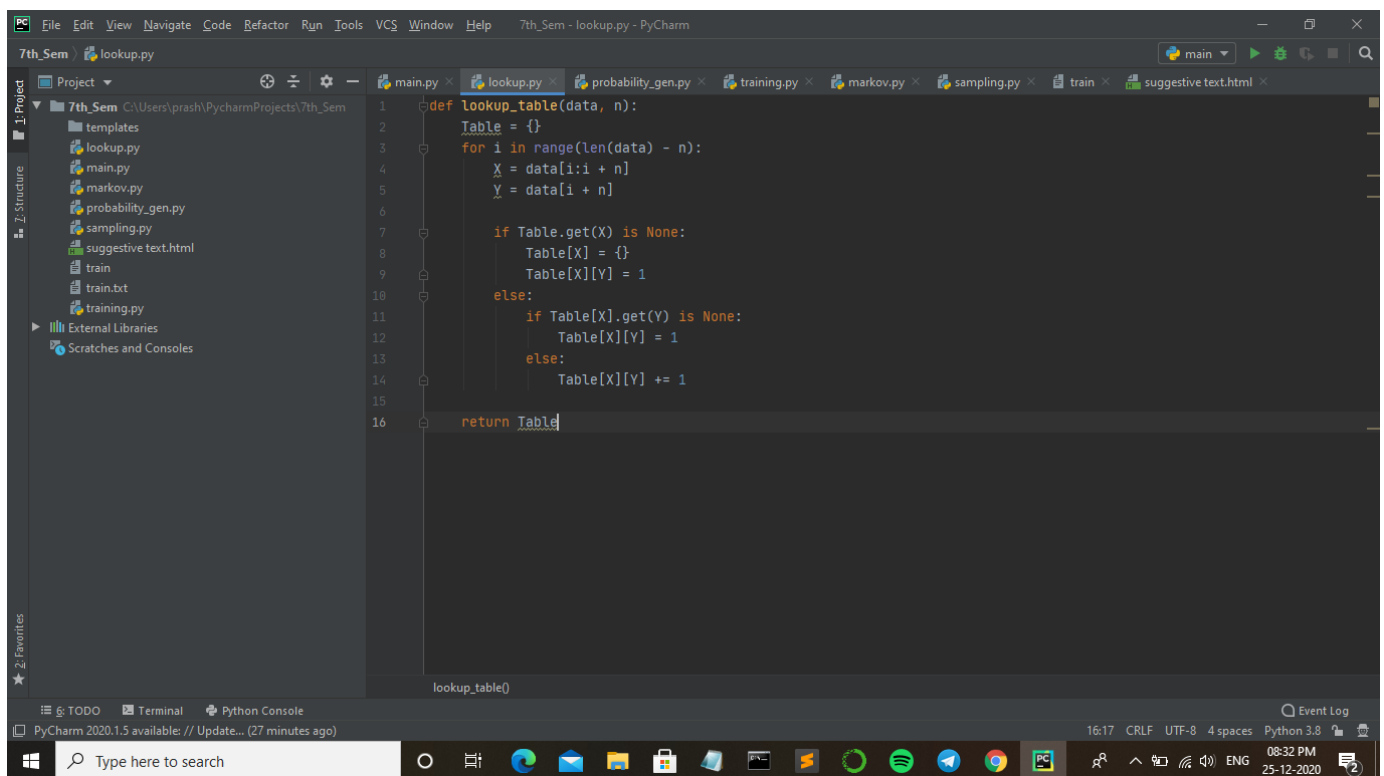 File Edit View Navigate Code Refactor Run Tools VCS Window Help 7th_Sem - lookup.py - PyCharm
7th_Sem lookup.py main
Project main.py lookup.py probability_gen.py training.py markov.py sampling.py train suggestive text.html
1: Project
7th_Sem C:\Users\prash\PycharmProjects\7th_Sem
templates
lookup.py
main.py
markov.py
probability_gen.py
sampling.py
suggestive text.html
train
train.txt
training.py
External Libraries
Scratches and Consoles
7: Structure
2: Favorites
1 def lookup_table(data, n):
2     Table = {}
3     for i in range(len(data) - n):
4         X = data[i:i + n]
5         Y = data[i + n]
6
7         if Table.get(X) is None:
8             Table[X] = {}
9             Table[X][Y] = 1
10         else:
11             if Table[X].get(Y) is None:
12                 Table[X][Y] = 1
13             else:
14                 Table[X][Y] += 1
15
16     return Table
lookup_table()
6: TODO Terminal Python Console Event Log
PyCharm 2020.1.5 available: // Update... (27 minutes ago) 16:17 CRLF UTF-8 4 spaces Python 3.8
Type here to search PC ENG 08:32 PM
25-12-2020 2